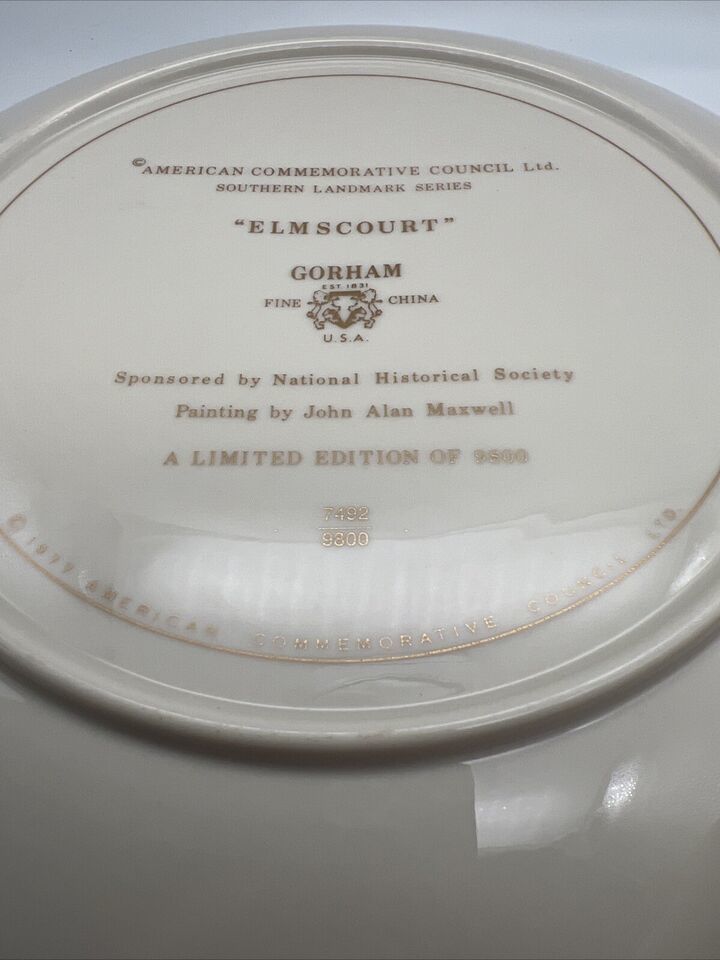 ©AMERICAN COMMEMORATIVE COUNCIL Ltd.
SOUTHERN LANDMARK SERIES
"ELMSCOURT"
GORHAM
EST. 1831
FINE CHINA
U.S.A.
Sponsored by National Historical Society
Painting by John Alan Maxwell
A LIMITED EDITION OF 9800
7492
9800
© 1977 AMERICAN COMMEMORATIVE COUNCIL LTD.